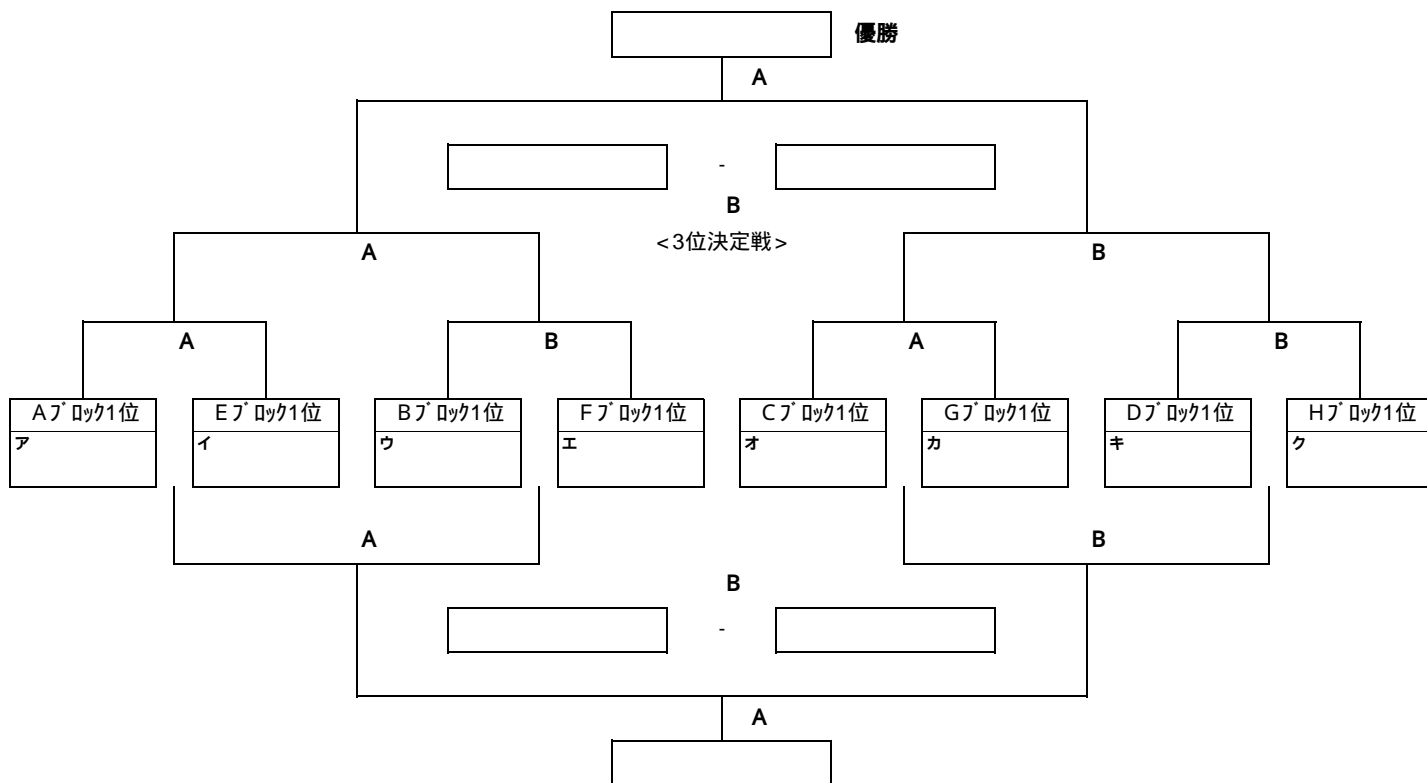 優勝
A
-
B
<3位決定戦>
A
B
A
B
A
B
Aブロック1位
Eブロック1位
Bブロック1位
Fブロック1位
Cブロック1位
Gブロック1位
Dブロック1位
Hブロック1位
ア
イ
ウ
エ
オ
カ
キ
ク
A
B
B
-
A